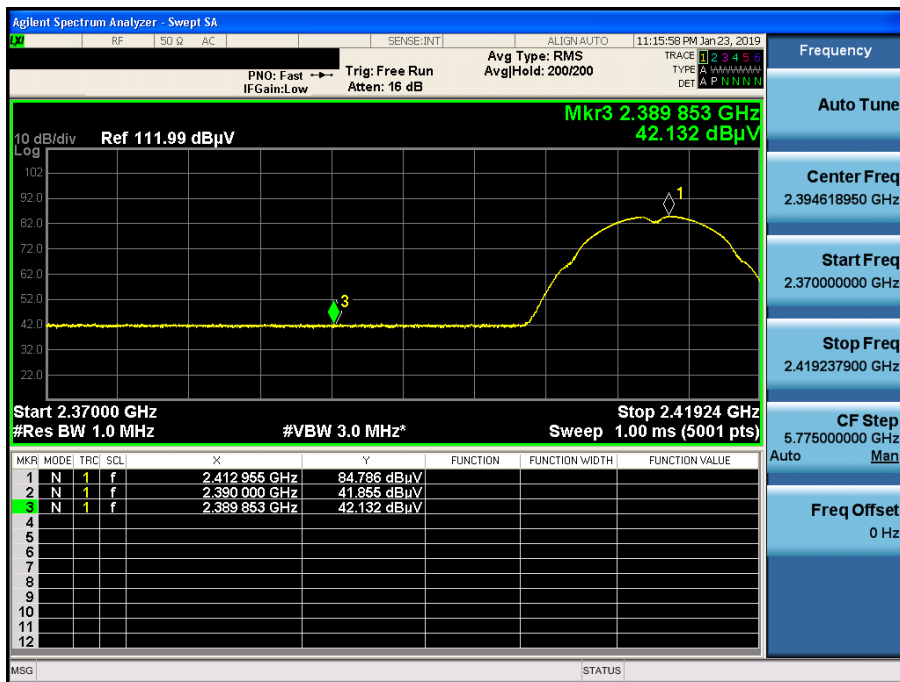 Agilent Spectrum Analyzer - Swept SA
LXI RF 50 Ω AC SENSE:INT ALIGN AUTO 11:15:58 PM Jan 23, 2019
PNO: Fast Trig: Free Run Avg Type: RMS TRACE 1 2 3 4 5 6
IFGain:Low Atten: 16 dB Avg|Hold: 200/200 TYPE A WWWWW
DET A P N N N N
Mkr3 2.389 853 GHz
42.132 dBµV
10 dB/div Ref 111.99 dBµV
Log
102
92.0
82.0
72.0
62.0
52.0
42.0
32.0
22.0
1
3
Start 2.37000 GHz Stop 2.41924 GHz
#Res BW 1.0 MHz #VBW 3.0 MHz* Sweep 1.00 ms (5001 pts)
MKR MODE TRC SCL X Y FUNCTION FUNCTION WIDTH FUNCTION VALUE
1 N 1 f 2.412 955 GHz 84.786 dBµV
2 N 1 f 2.390 000 GHz 41.855 dBµV
3 N 1 f 2.389 853 GHz 42.132 dBµV
4
5
6
7
8
9
10
11
12
MSG STATUS
Frequency
Auto Tune
Center Freq
2.394618950 GHz
Start Freq
2.370000000 GHz
Stop Freq
2.419237900 GHz
CF Step
5.775000000 GHz
Auto Man
Freq Offset
0 Hz